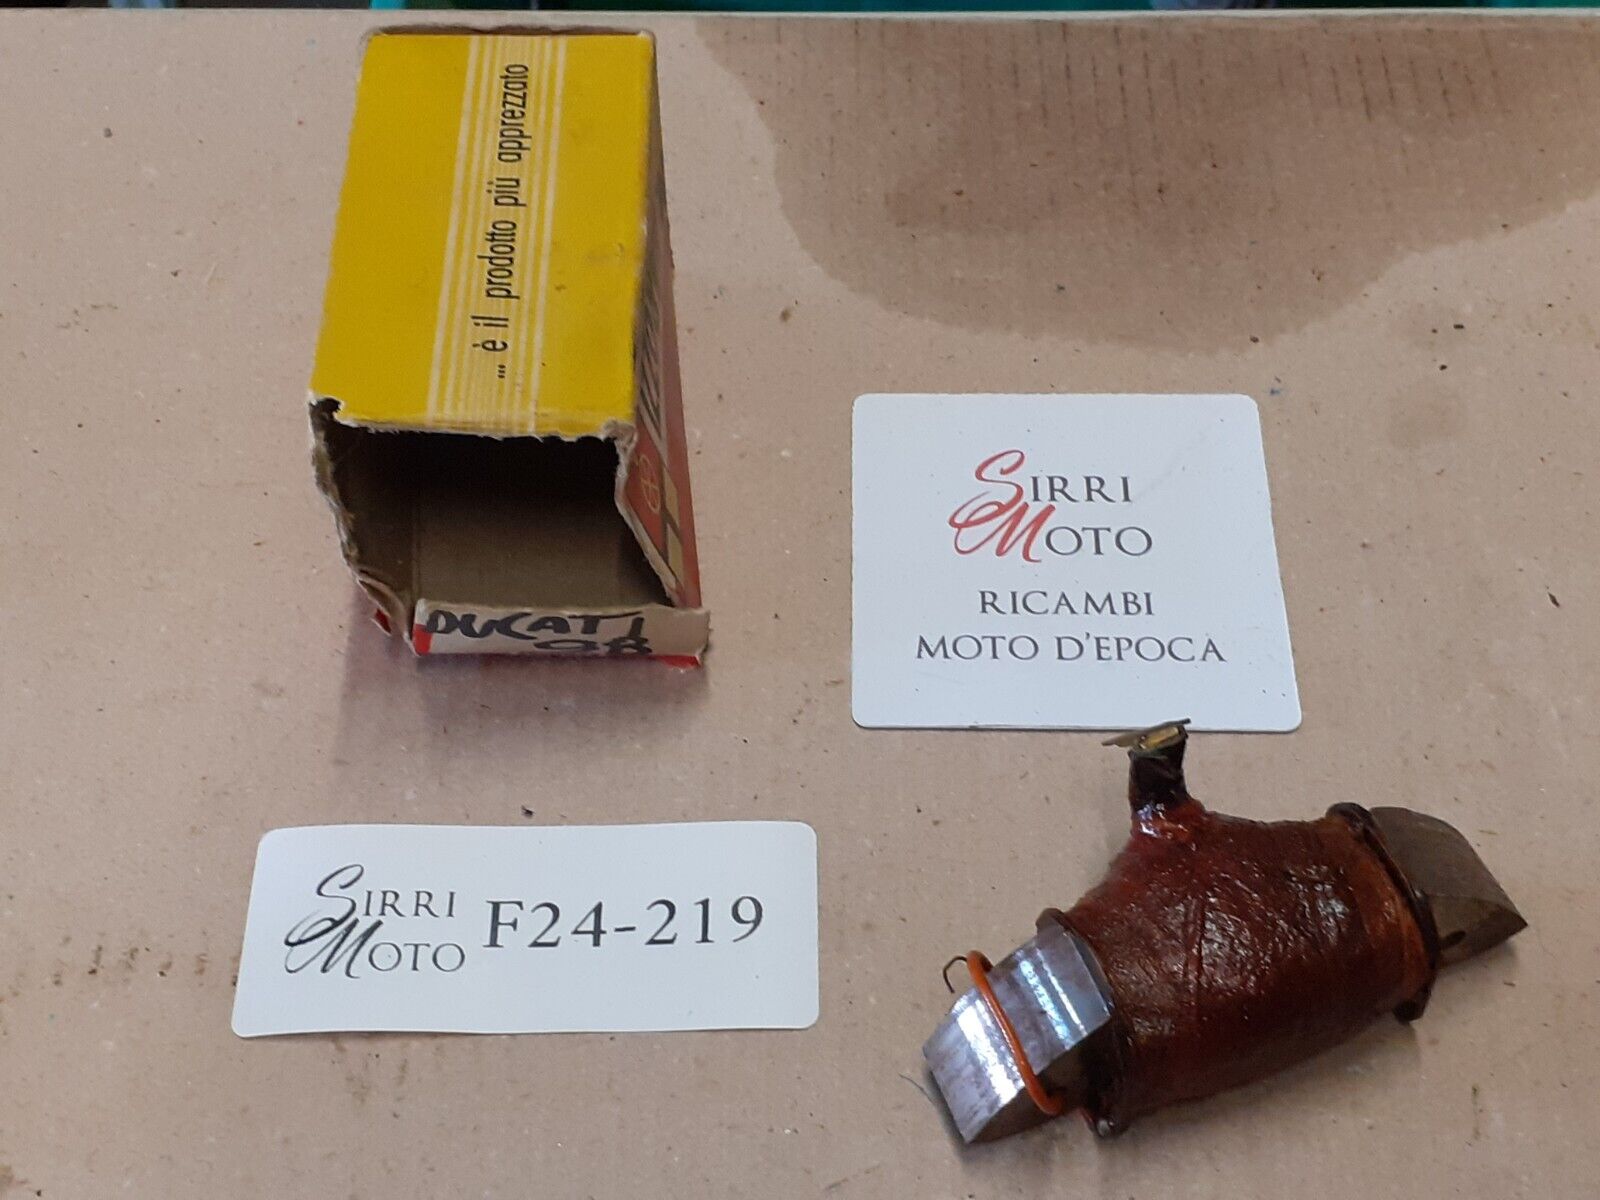 ... è il prodotto più apprezzato
DUCATI
98
SIRRI
MOTO
RICAMBI
MOTO D'EPOCA
SIRRI
MOTO
F24-219